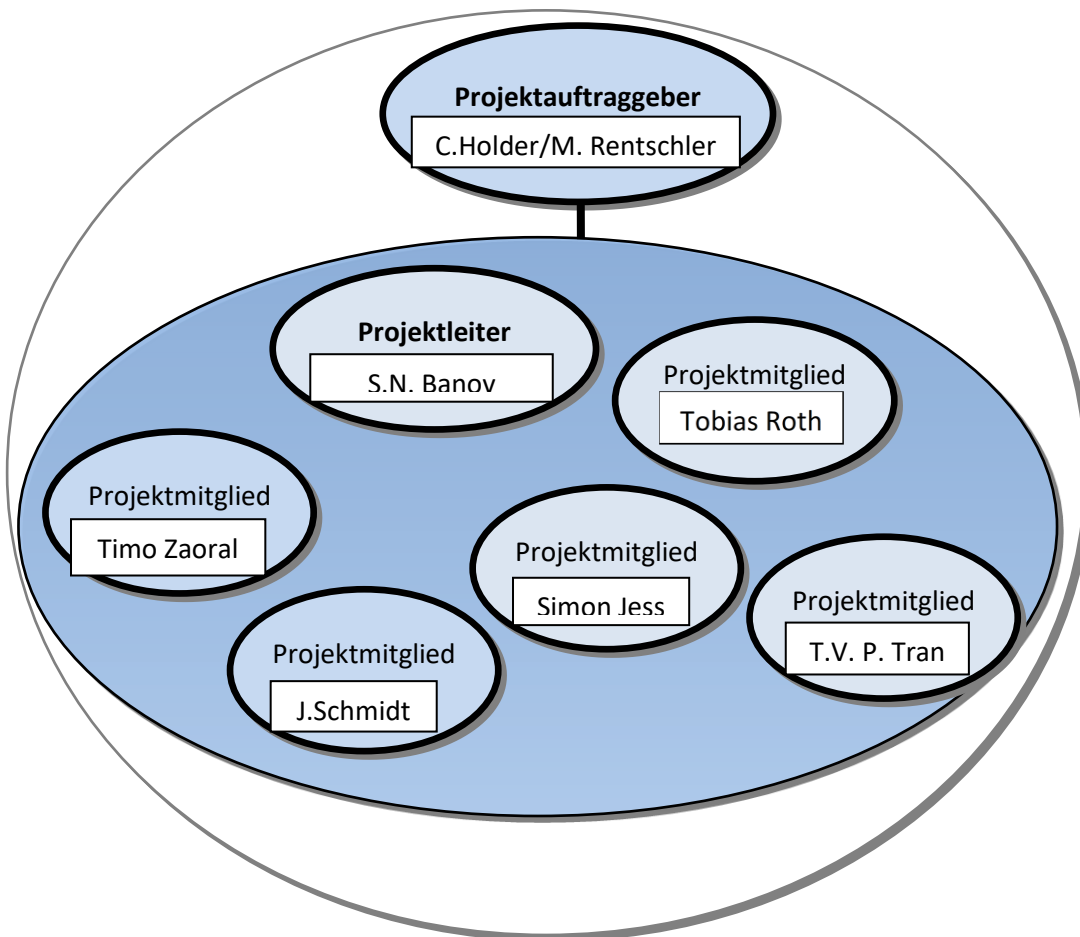 Projektauftraggeber
C.Holder/M. Rentschler
Projektleiter
S.N. Banov
Projektmitglied
Tobias Roth
Projektmitglied
Timo Zaoral
Projektmitglied
Simon Jess
Projektmitglied
T.V. P. Tran
Projektmitglied
J.Schmidt